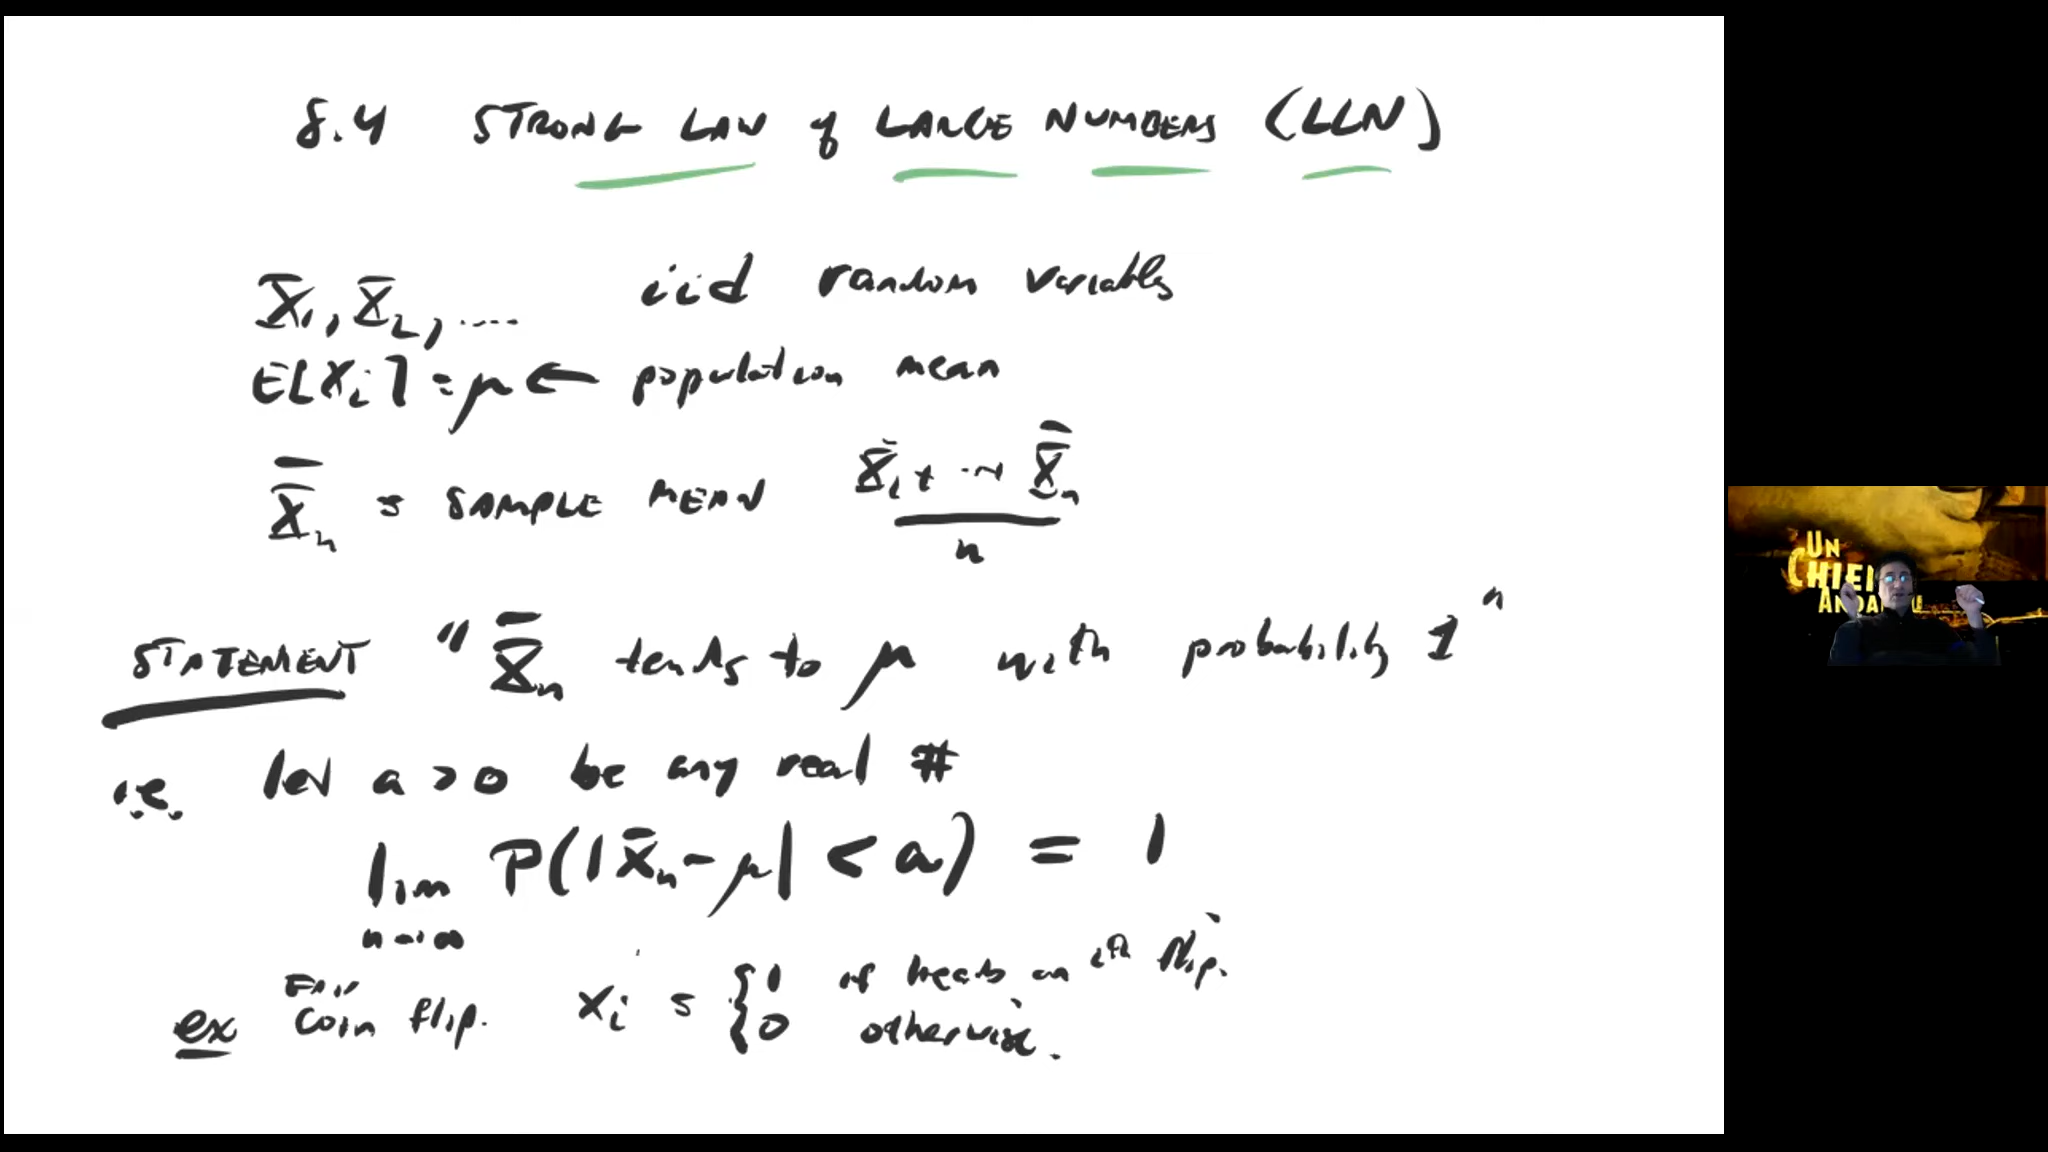 8.4 STRONG LAW of LARGE NUMBERS (LLN)
X₁, X₂, .... iid random variables
E[Xᵢ] = μ ← population mean
X̄ₙ = SAMPLE MEAN (X₁ + ... + Xₙ) / n
STATEMENT "X̄ₙ tends to μ with probability 1"
i.e. let a > 0 be any real #
lim n→∞ P(|X̄ₙ - μ| < a) = 1
ex FAIR coin flip. Xᵢ = { 1 if heads on iᵗʰ flip.
0 otherwise.
UN
CHIEN
ANDALOU